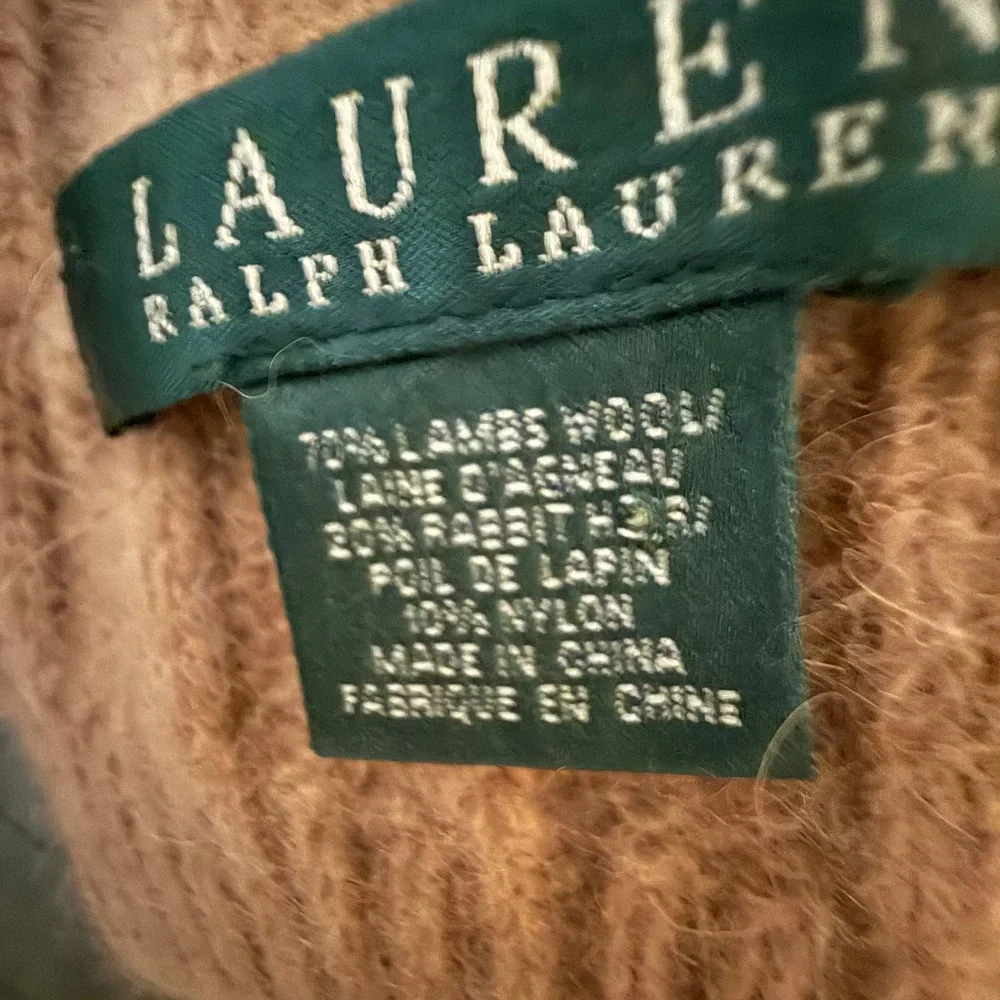 LAUREN
RALPH LAUREN
70% LAMBS WOOL/
LAINE D'AGNEAU
20% RABBIT HAIR/
POIL DE LAPIN
10% NYLON
MADE IN CHINA
FABRIQUE EN CHINE